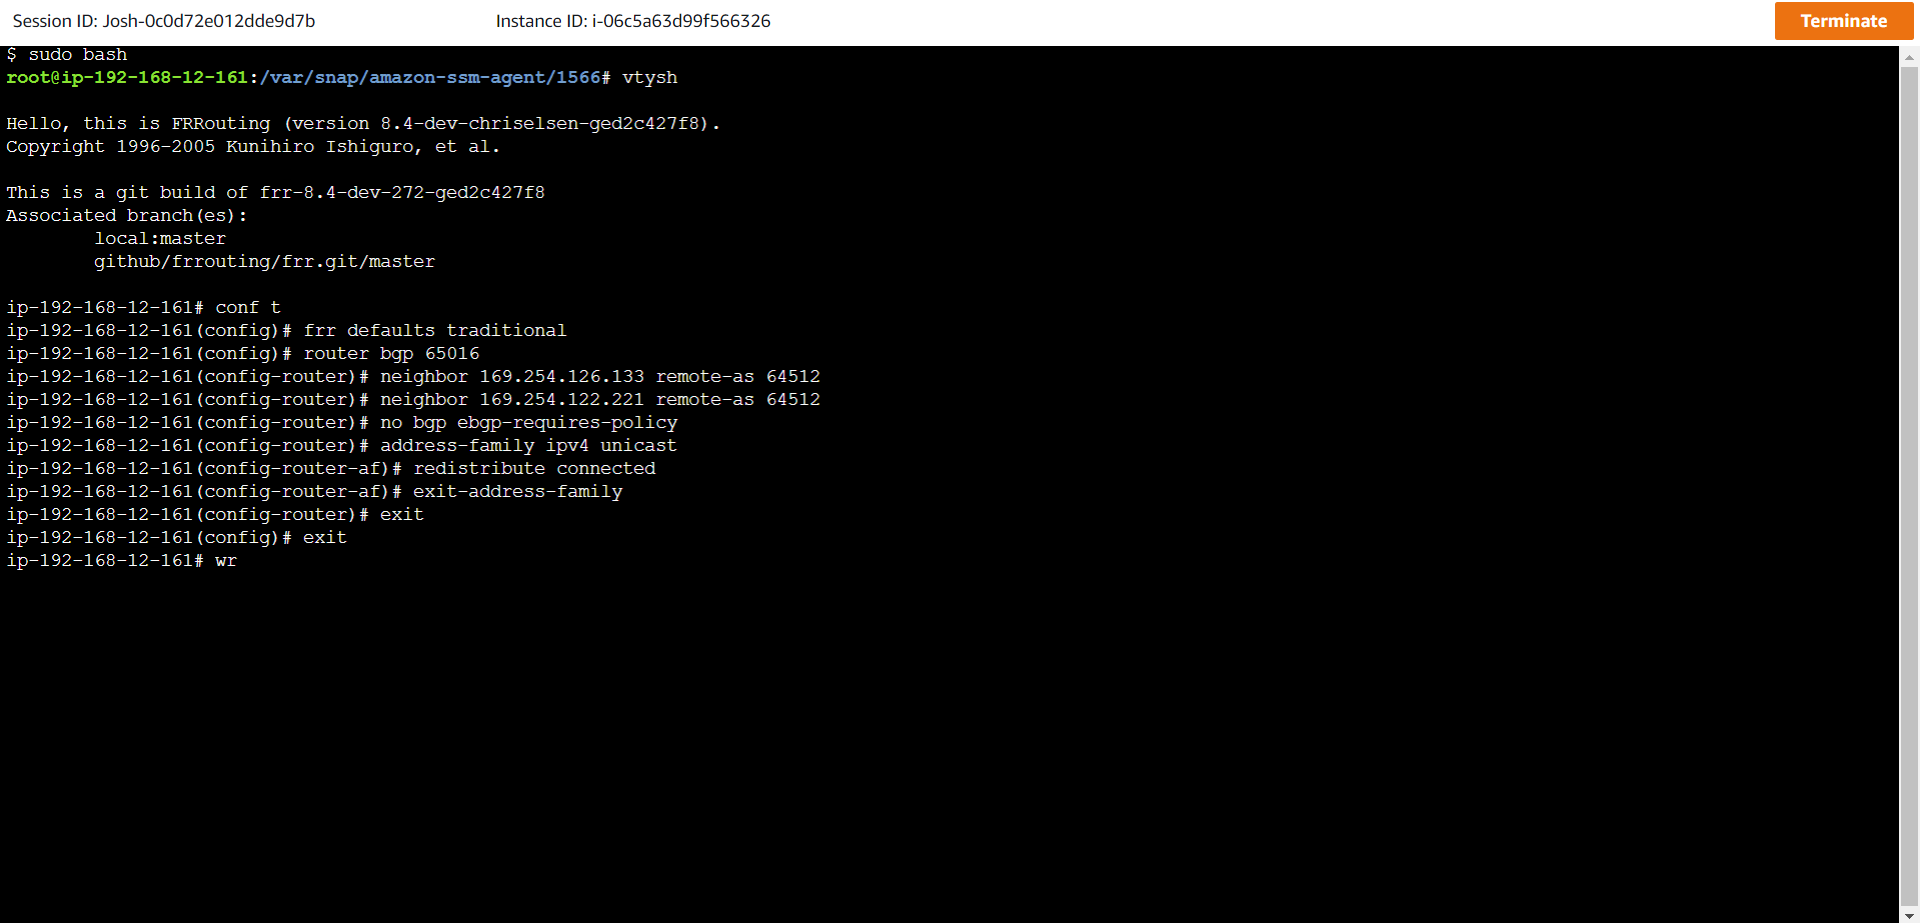 Session ID: Josh-0c0d72e012dde9d7b Instance ID: i-06c5a63d99f566326 Terminate
$ sudo bash
root@ip-192-168-12-161:/var/snap/amazon-ssm-agent/1566# vtysh
Hello, this is FRRouting (version 8.4-dev-chriselsen-ged2c427f8).
Copyright 1996-2005 Kunihiro Ishiguro, et al.
This is a git build of frr-8.4-dev-272-ged2c427f8
Associated branch(es):
local:master
github/frrouting/frr.git/master
ip-192-168-12-161# conf t
ip-192-168-12-161(config)# frr defaults traditional
ip-192-168-12-161(config)# router bgp 65016
ip-192-168-12-161(config-router)# neighbor 169.254.126.133 remote-as 64512
ip-192-168-12-161(config-router)# neighbor 169.254.122.221 remote-as 64512
ip-192-168-12-161(config-router)# no bgp ebgp-requires-policy
ip-192-168-12-161(config-router)# address-family ipv4 unicast
ip-192-168-12-161(config-router-af)# redistribute connected
ip-192-168-12-161(config-router-af)# exit-address-family
ip-192-168-12-161(config-router)# exit
ip-192-168-12-161(config)# exit
ip-192-168-12-161# wr